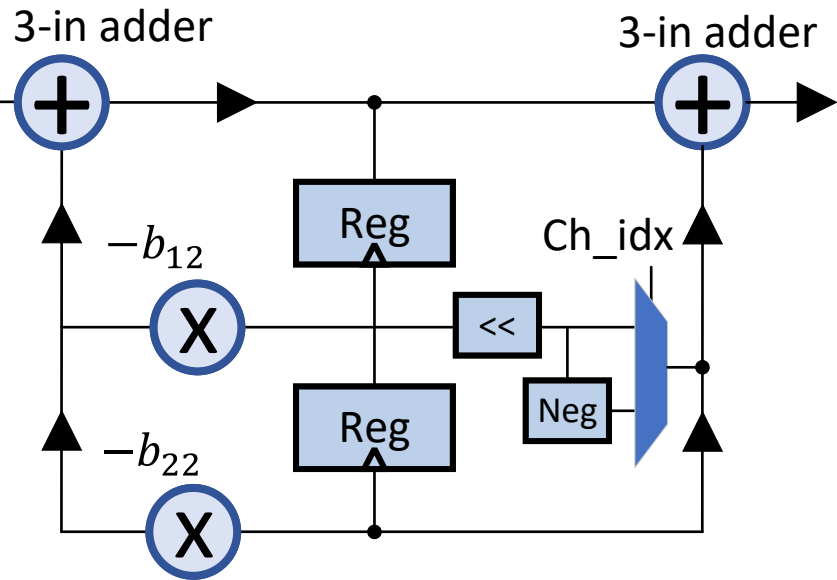 3-in adder
3-in adder
+
+
Reg
Ch_idx
−b₁₂
X
<<
Neg
Reg
−b₂₂
X